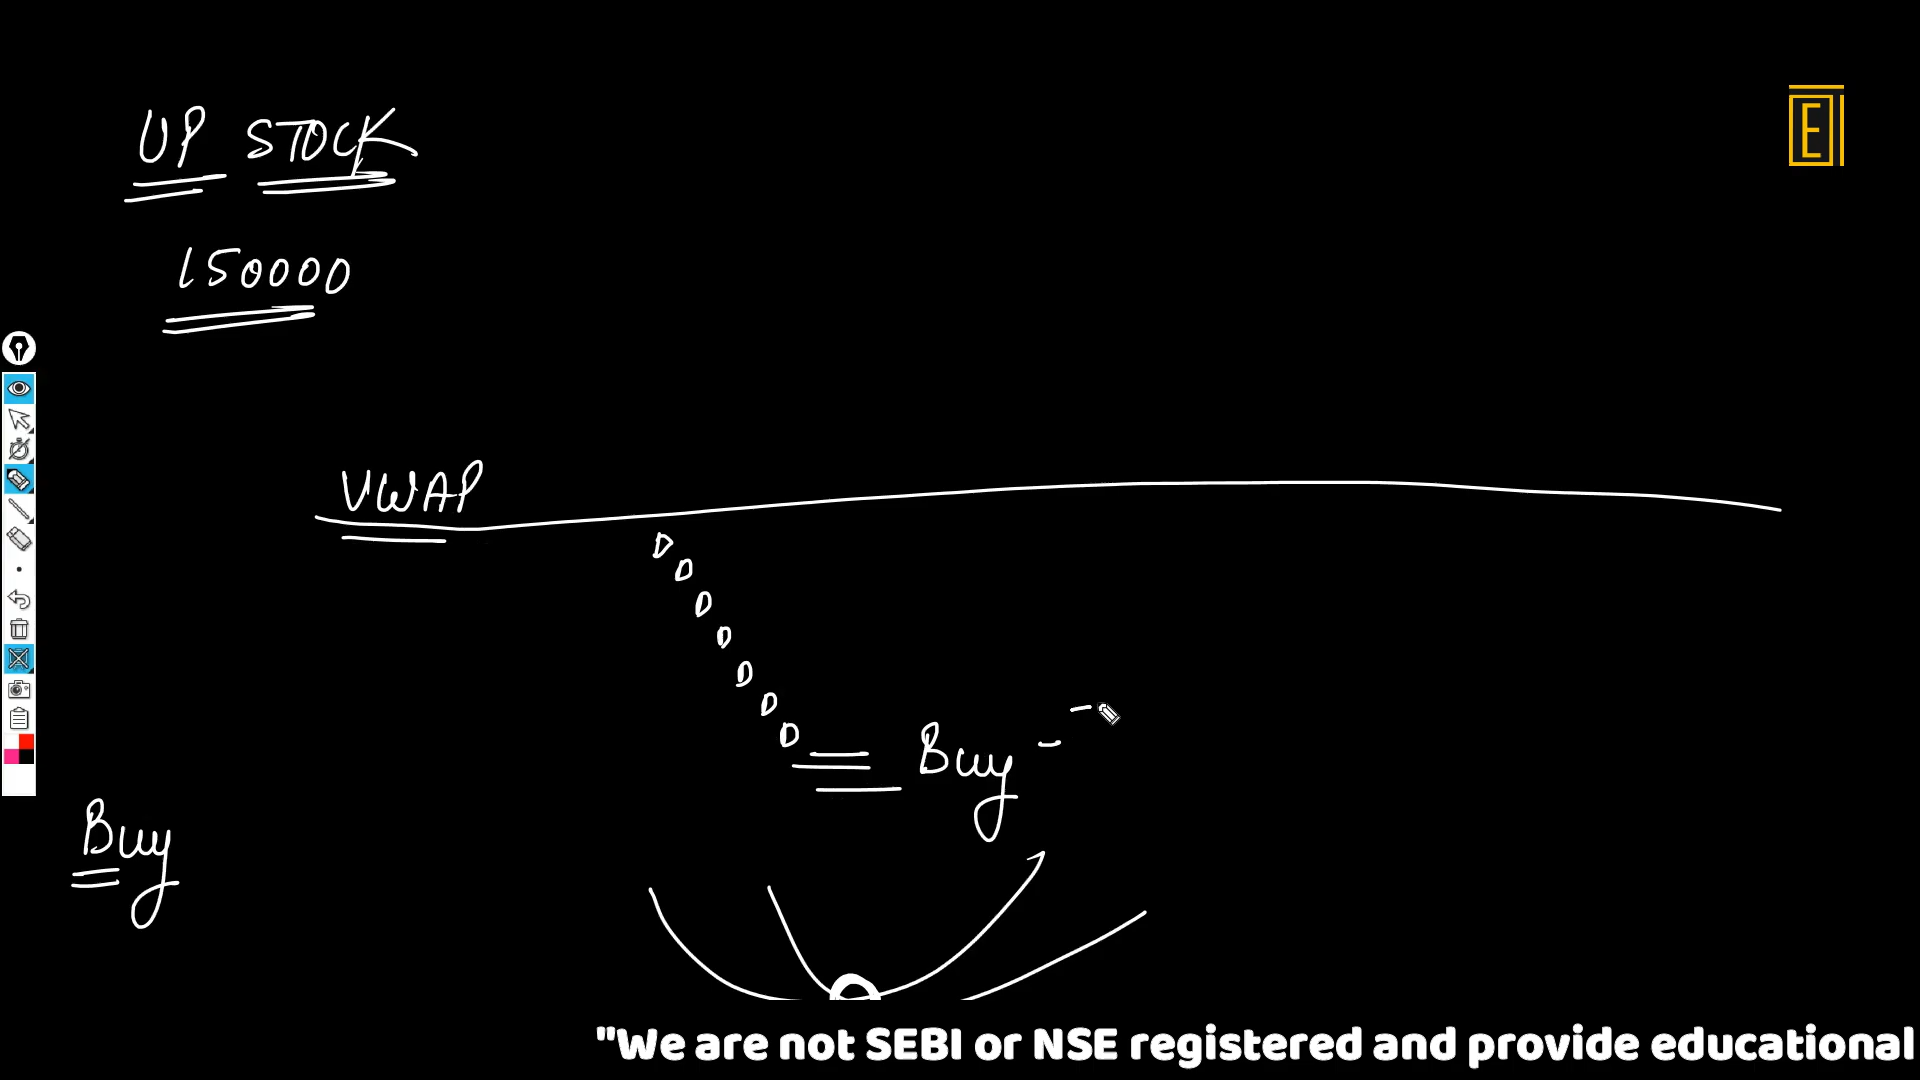 UP STOCK
150000
VWAP
Buy
Buy
E
"We are not SEBI or NSE registered and provide educational